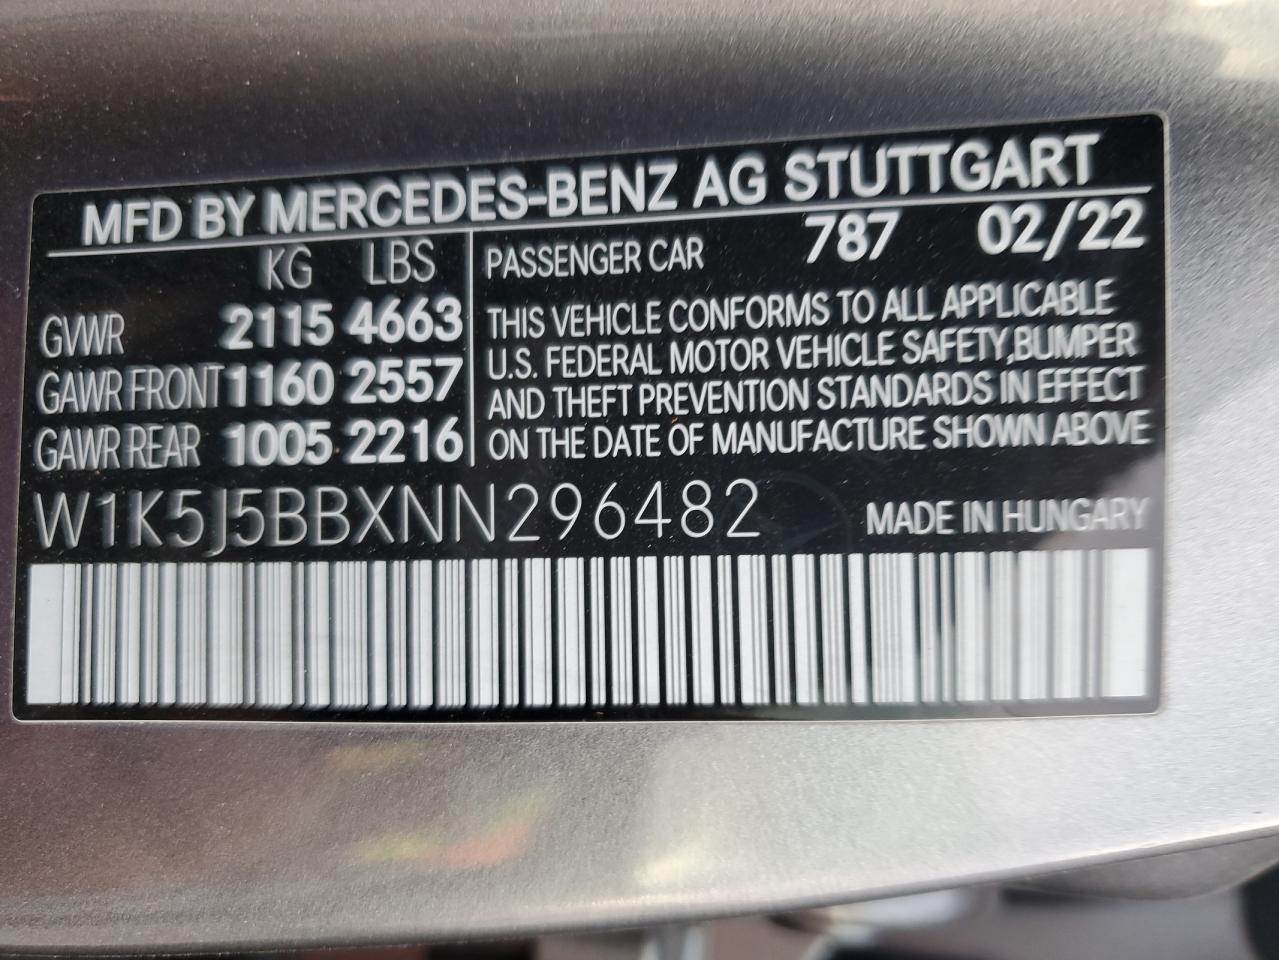 MFD BY MERCEDES-BENZ AG STUTTGART
KG LBS
GVWR 2115 4663
GAWR FRONT 1160 2557
GAWR REAR 1005 2216
PASSENGER CAR 787 02/22
THIS VEHICLE CONFORMS TO ALL APPLICABLE
U.S. FEDERAL MOTOR VEHICLE SAFETY,BUMPER
AND THEFT PREVENTION STANDARDS IN EFFECT
ON THE DATE OF MANUFACTURE SHOWN ABOVE
W1K5J5BBXNN296482 MADE IN HUNGARY